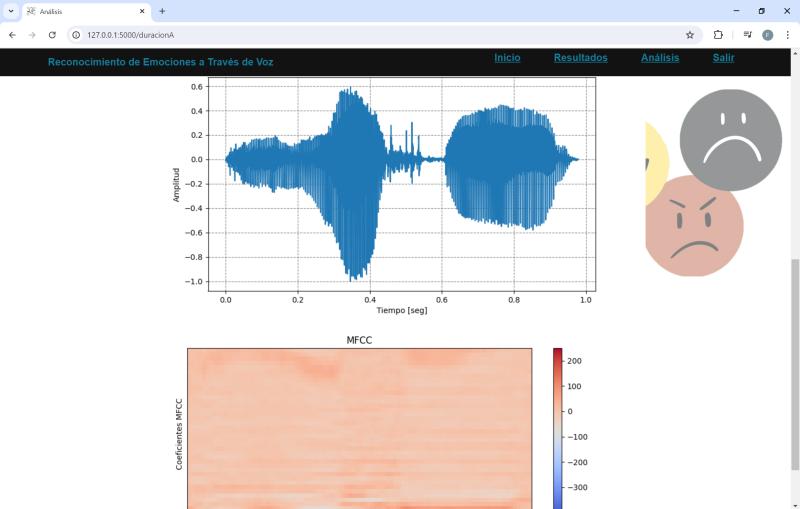 Análisis
127.0.0.1:5000/duracionA
F
Reconocimiento de Emociones a Través de Voz
Inicio
Resultados
Análisis
Salir
0.6
0.4
0.2
0.0
−0.2
−0.4
−0.6
−0.8
−1.0
Amplitud
0.0 0.2 0.4 0.6 0.8 1.0
Tiempo [seg]
MFCC
Coeficientes MFCC
200
100
0
−100
−200
−300